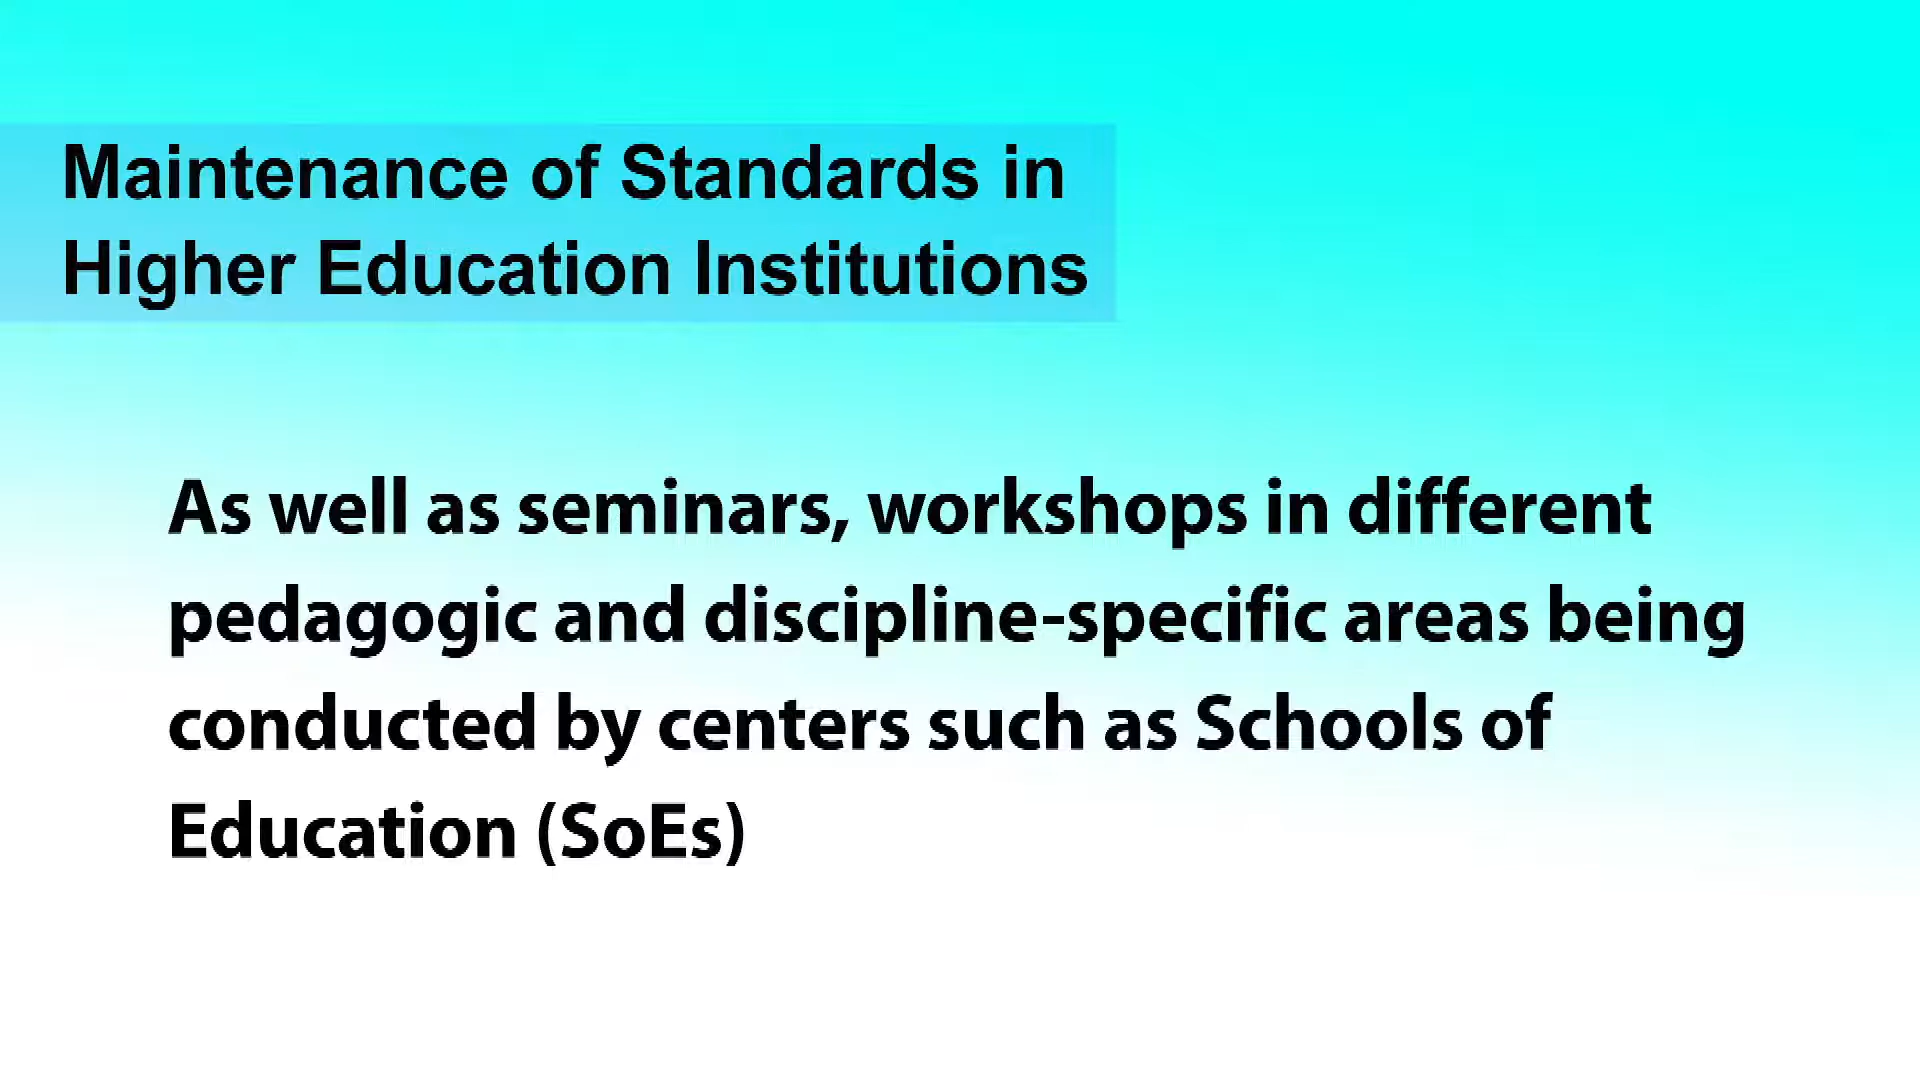 Maintenance of Standards in
Higher Education Institutions
As well as seminars, workshops in different
pedagogic and discipline-specific areas being
conducted by centers such as Schools of
Education (SoEs)